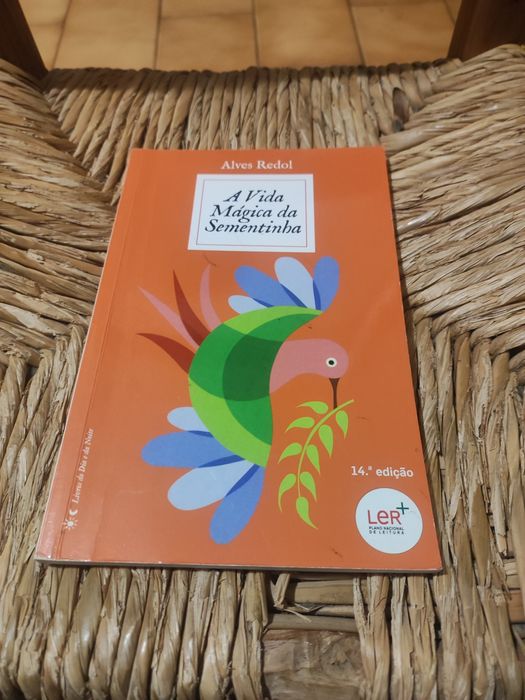 Alves Redol
A Vida
Mágica da
Sementinha
14.ª edição
LeR+
PLANO NACIONAL
DE LEITURA
Livros do Dia e da Noite